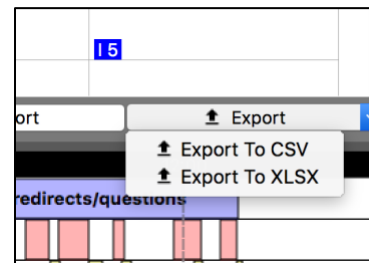 I 5
ort Export
Export To CSV
Export To XLSX
redirects/questions